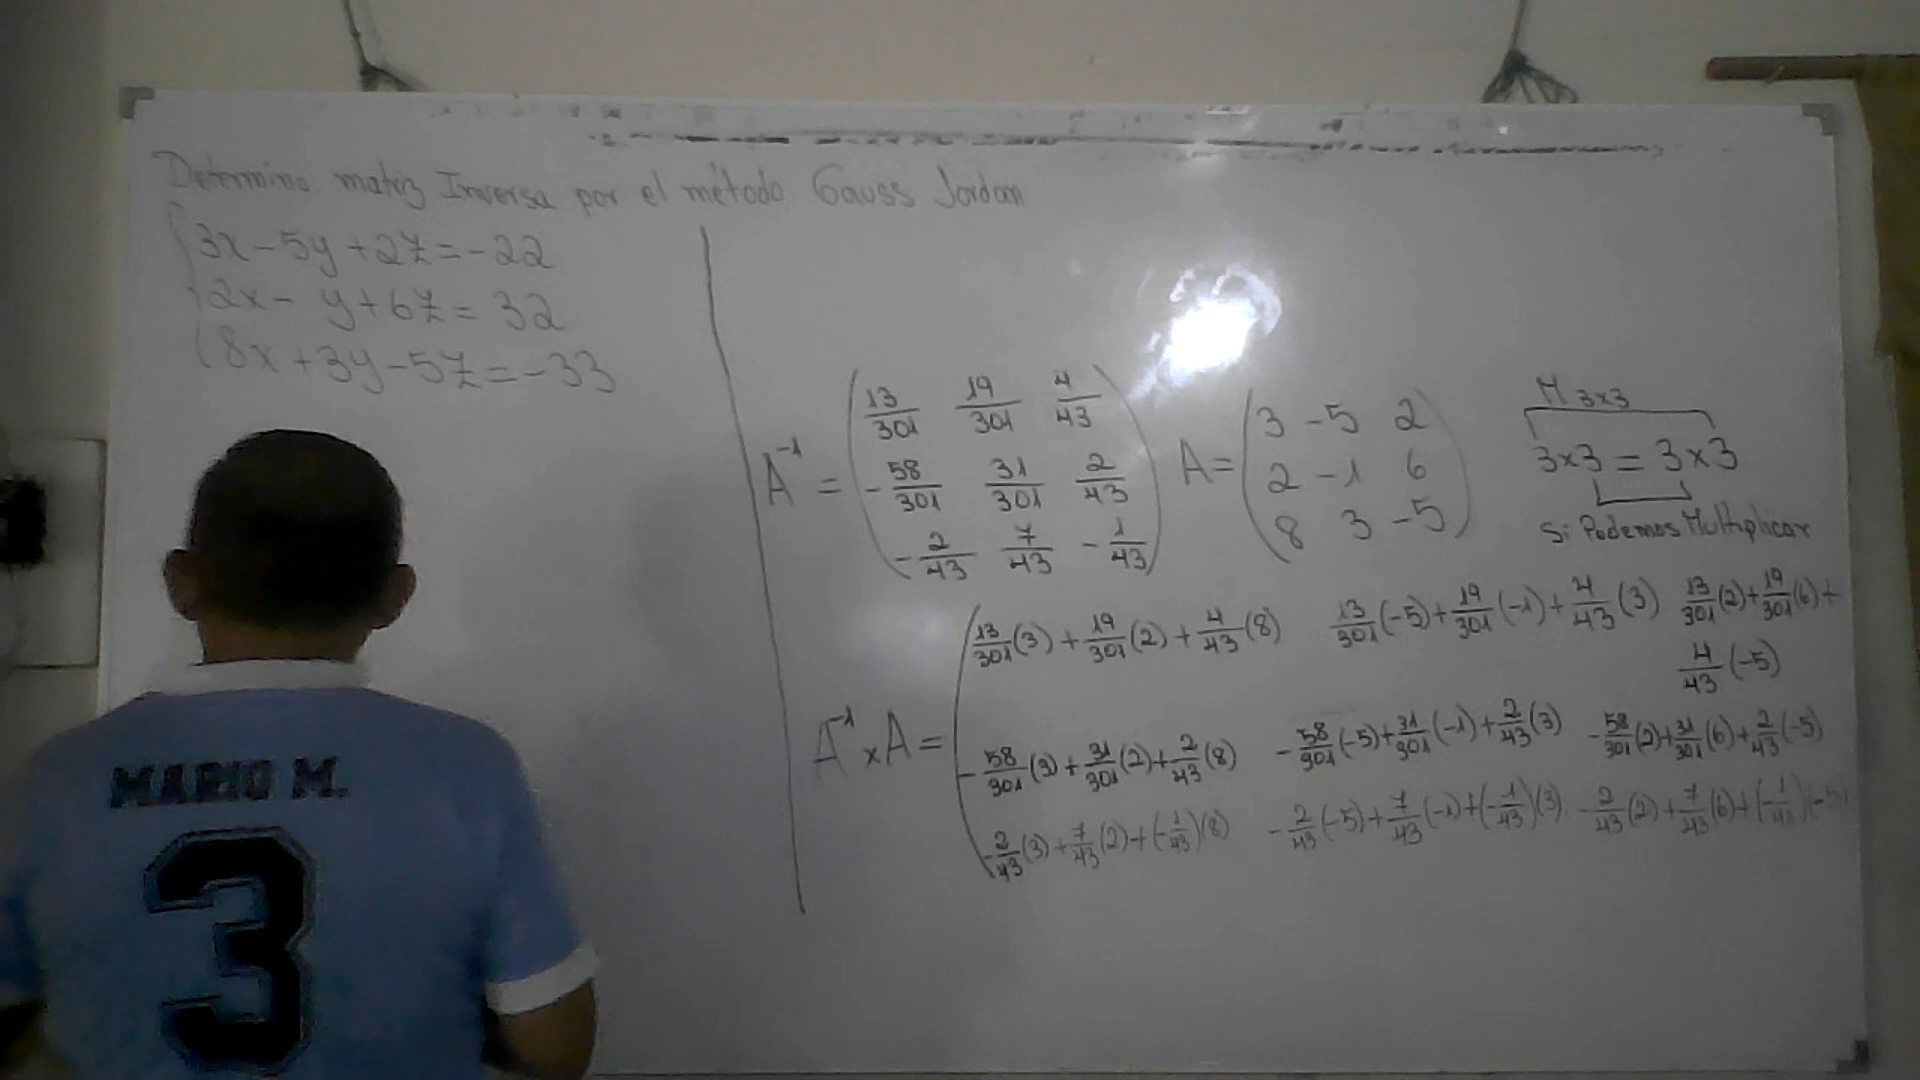 Determino matriz Inversa por el método Gauss Jordan
3x - 5y + 2z = -22
2x - y + 6z = 32
8x + 3y - 5z = -33
A⁻¹ = ( 13/301 19/301 4/43
-58/301 31/301 2/43
-2/43 7/43 -1/43 )
A = ( 3 -5 2
2 -1 6
8 3 -5 )
M 3x3
3x3 = 3x3
Si Podemos Multiplicar
A⁻¹ x A = ( 13/301 (3) + 19/301 (2) + 4/43 (8) 13/301 (-5) + 19/301 (-1) + 4/43 (3) 13/301 (2) + 19/301 (6) +
4/43 (-5)
-58/301 (3) + 31/301 (2) + 2/43 (8) -58/301 (-5) + 31/301 (-1) + 2/43 (3) -58/301 (2) + 31/301 (6) + 2/43 (-5)
-2/43 (3) + 7/43 (2) + (-1/43)(8) -2/43 (-5) + 7/43 (-1) + (-1/43)(3) -2/43 (2) + 7/43 (6) + (-1/43)(-5)
MARIO M.
3